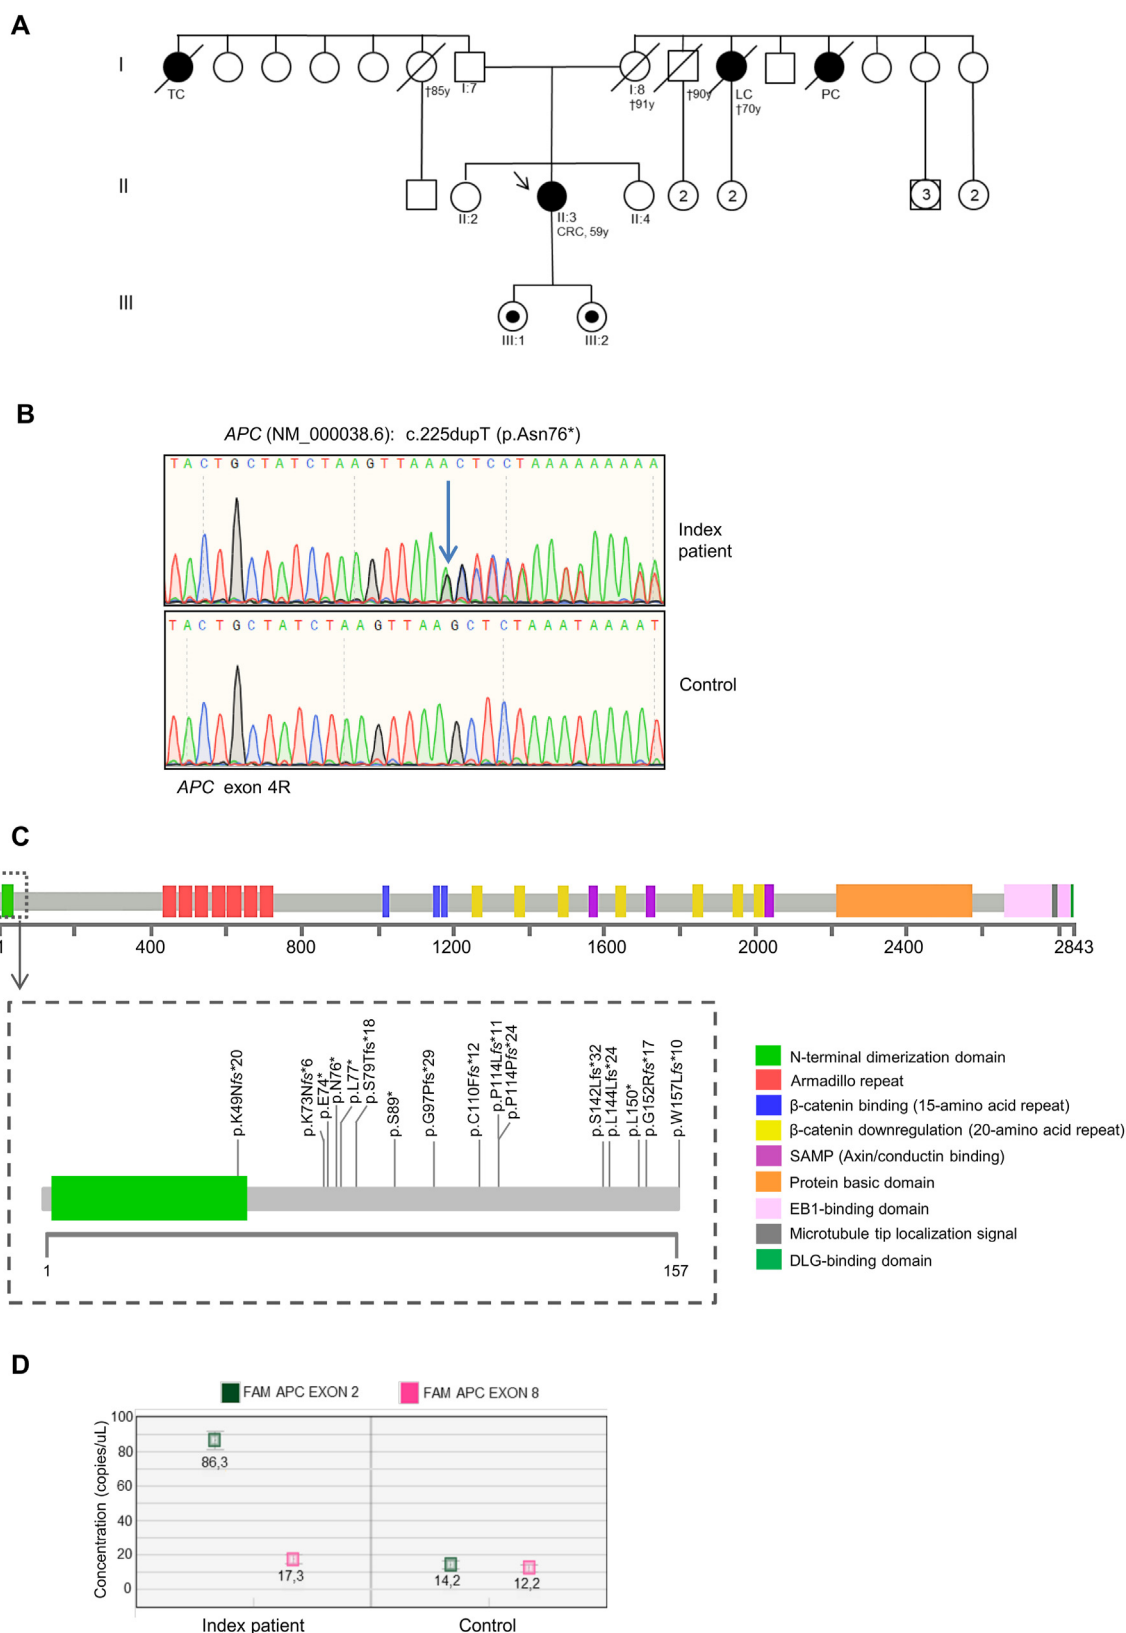 A
I
TC
†85y
I:7
I:8
†91y
†90y
LC
†70y
PC
II
II:2
II:3
CRC, 59y
II:4
2
2
3
2
III
III:1
III:2
B
APC (NM_000038.6): c.225dupT (p.Asn76*)
T A C T G C T A T C T A A G T T A A A C T C C T A A A A A A A A A
Index
patient
T A C T G C T A T C T A A G T T A A G C T C T A A A T A A A A T
Control
APC exon 4R
C
1
400
800
1200
1600
2000
2400
2843
p.K49Nfs*20
p.K73Nfs*6
p.E74*
p.N76*
p.L77*
p.S79Tfs*18
p.S89*
p.G97Pfs*29
p.C110Ffs*12
p.P114Lfs*11
p.P114Pfs*24
p.S142Lfs*32
p.L144Lfs*24
p.L150*
p.G152Rfs*17
p.W157Lfs*10
1
157
N-terminal dimerization domain
Armadillo repeat
β-catenin binding (15-amino acid repeat)
β-catenin downregulation (20-amino acid repeat)
SAMP (Axin/conductin binding)
Protein basic domain
EB1-binding domain
Microtubule tip localization signal
DLG-binding domain
D
FAM APC EXON 2
FAM APC EXON 8
Concentration (copies/uL)
100
80
60
40
20
0
86,3
17,3
14,2
12,2
Index patient
Control